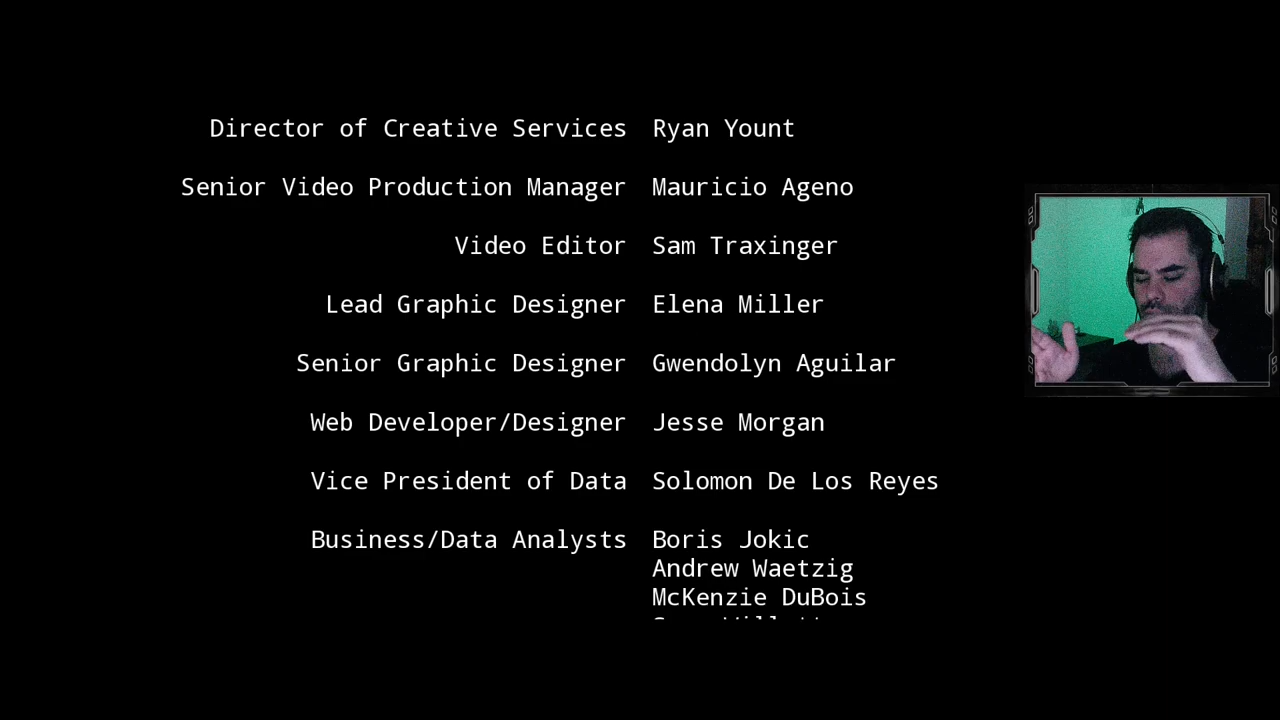 Director of Creative Services Ryan Yount
Senior Video Production Manager Mauricio Ageno
Video Editor Sam Traxinger
Lead Graphic Designer Elena Miller
Senior Graphic Designer Gwendolyn Aguilar
Web Developer/Designer Jesse Morgan
Vice President of Data Solomon De Los Reyes
Business/Data Analysts Boris Jokic
Andrew Waetzig
McKenzie DuBois